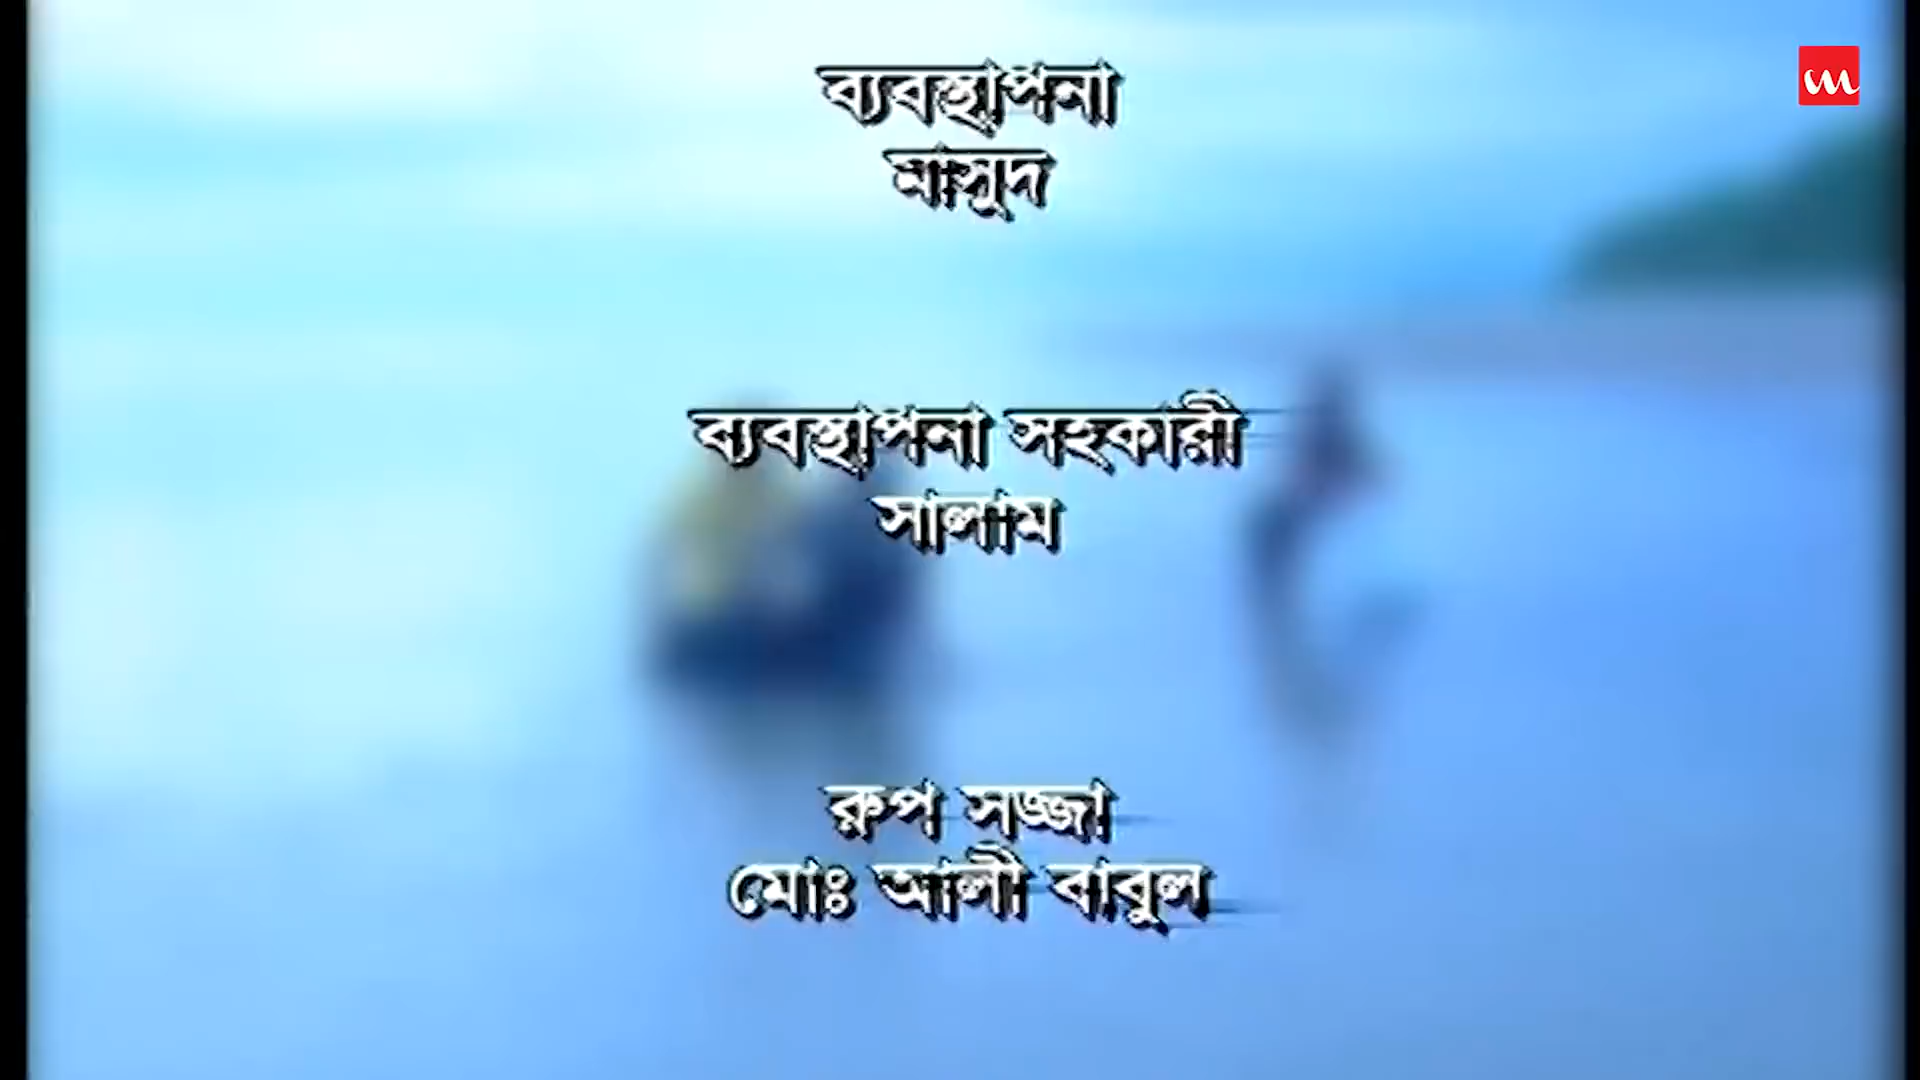 ব্যবস্থাপনা
মাসুদ
ব্যবস্থাপনা সহকারী
সালাম
রুপ সজ্জা
মোঃ আলী বাবুল